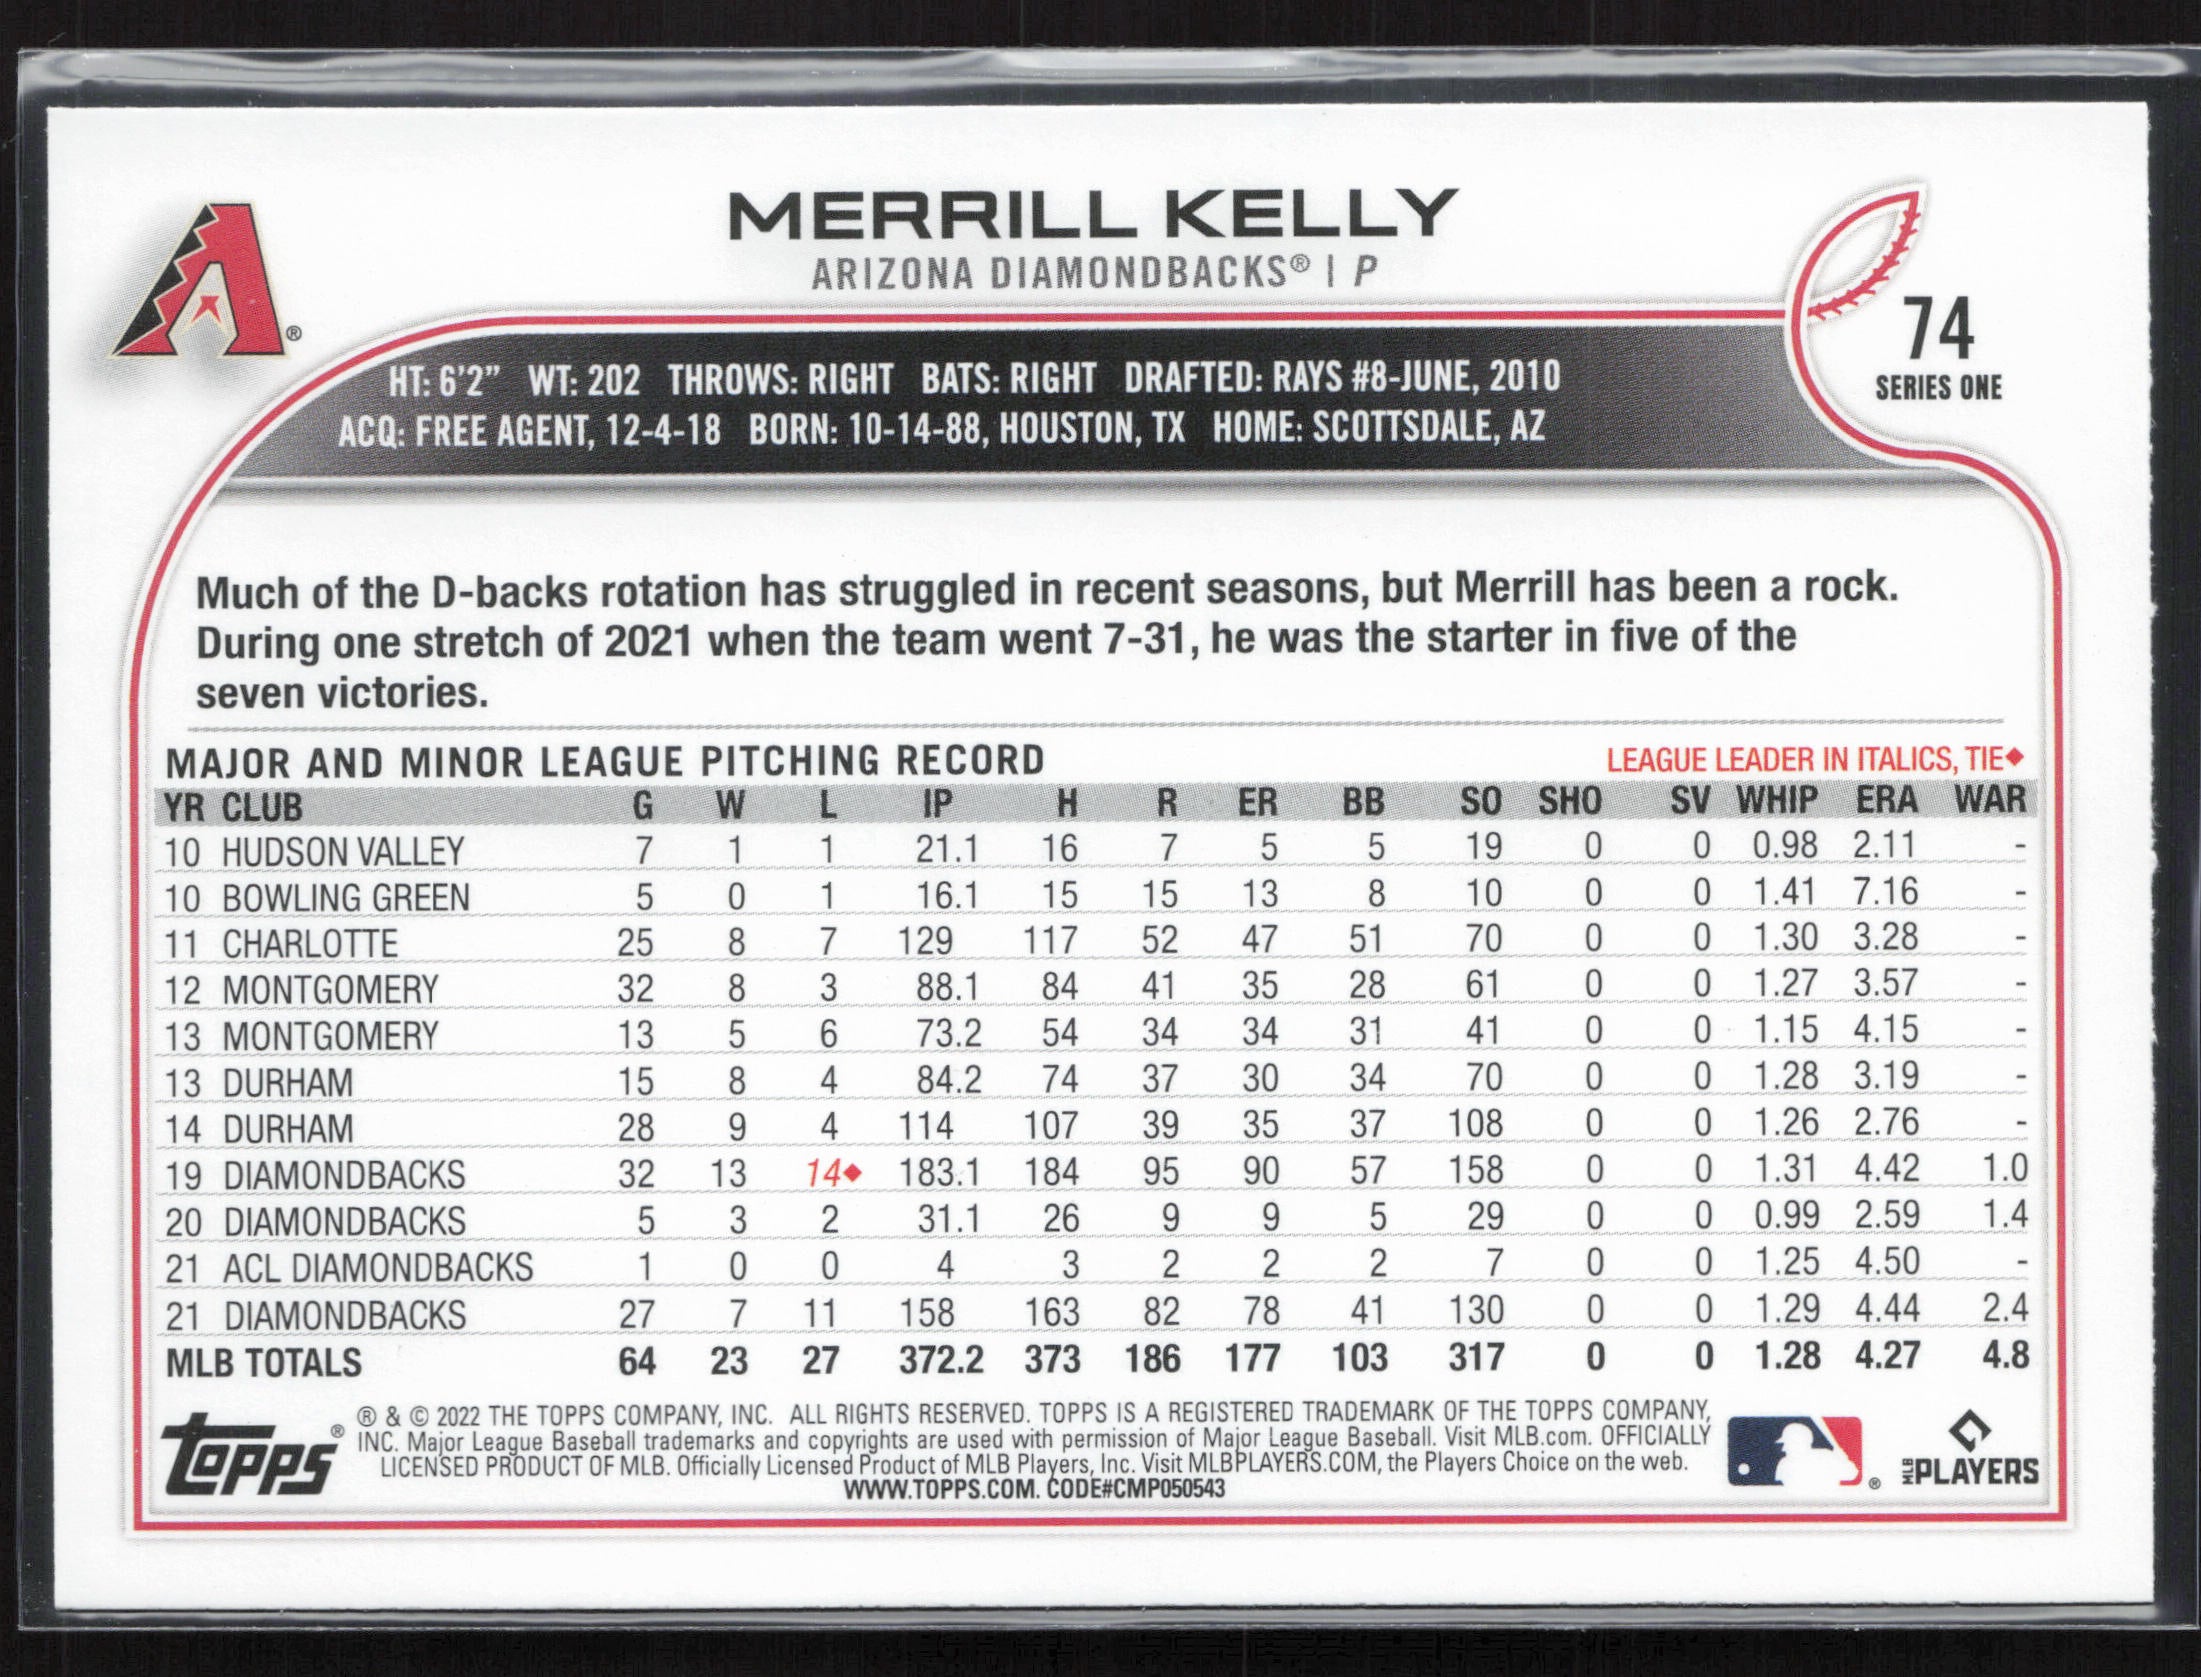 MERRILL KELLY
ARIZONA DIAMONDBACKS® | P
®
74
SERIES ONE
HT: 6'2" WT: 202 THROWS: RIGHT BATS: RIGHT DRAFTED: RAYS #8-JUNE, 2010
ACQ: FREE AGENT, 12-4-18 BORN: 10-14-88, HOUSTON, TX HOME: SCOTTSDALE, AZ
Much of the D-backs rotation has struggled in recent seasons, but Merrill has been a rock.
During one stretch of 2021 when the team went 7-31, he was the starter in five of the
seven victories.
MAJOR AND MINOR LEAGUE PITCHING RECORD LEAGUE LEADER IN ITALICS, TIE◆
YR CLUB G W L IP H R ER BB SO SHO SV WHIP ERA WAR
10 HUDSON VALLEY 7 1 1 21.1 16 7 5 5 19 0 0 0.98 2.11 -
10 BOWLING GREEN 5 0 1 16.1 15 15 13 8 10 0 0 1.41 7.16 -
11 CHARLOTTE 25 8 7 129 117 52 47 51 70 0 0 1.30 3.28 -
12 MONTGOMERY 32 8 3 88.1 84 41 35 28 61 0 0 1.27 3.57 -
13 MONTGOMERY 13 5 6 73.2 54 34 34 31 41 0 0 1.15 4.15 -
13 DURHAM 15 8 4 84.2 74 37 30 34 70 0 0 1.28 3.19 -
14 DURHAM 28 9 4 114 107 39 35 37 108 0 0 1.26 2.76 -
19 DIAMONDBACKS 32 13 14◆ 183.1 184 95 90 57 158 0 0 1.31 4.42 1.0
20 DIAMONDBACKS 5 3 2 31.1 26 9 9 5 29 0 0 0.99 2.59 1.4
21 ACL DIAMONDBACKS 1 0 0 4 3 2 2 2 7 0 0 1.25 4.50 -
21 DIAMONDBACKS 27 7 11 158 163 82 78 41 130 0 0 1.29 4.44 2.4
MLB TOTALS 64 23 27 372.2 373 186 177 103 317 0 0 1.28 4.27 4.8
topps®
® & © 2022 THE TOPPS COMPANY, INC. ALL RIGHTS RESERVED. TOPPS IS A REGISTERED TRADEMARK OF THE TOPPS COMPANY,
INC. Major League Baseball trademarks and copyrights are used with permission of Major League Baseball. Visit MLB.com. OFFICIALLY
LICENSED PRODUCT OF MLB. Officially Licensed Product of MLB Players, Inc. Visit MLBPLAYERS.COM, the Players Choice on the web.
WWW.TOPPS.COM. CODE#CMP050543
®
MLB PLAYERS